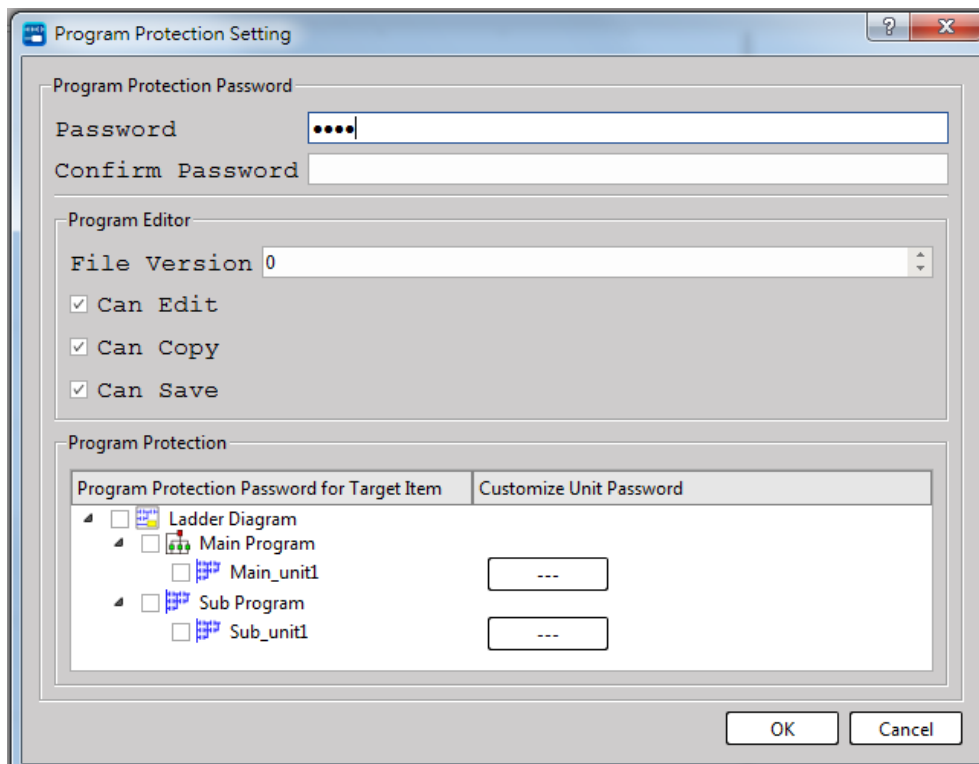 Program Protection Setting
Program Protection Password
Password ••••
Confirm Password
Program Editor
File Version 0
Can Edit
Can Copy
Can Save
Program Protection
Program Protection Password for Target Item Customize Unit Password
Ladder Diagram
Main Program
Main_unit1 ---
Sub Program
Sub_unit1 ---
OK Cancel